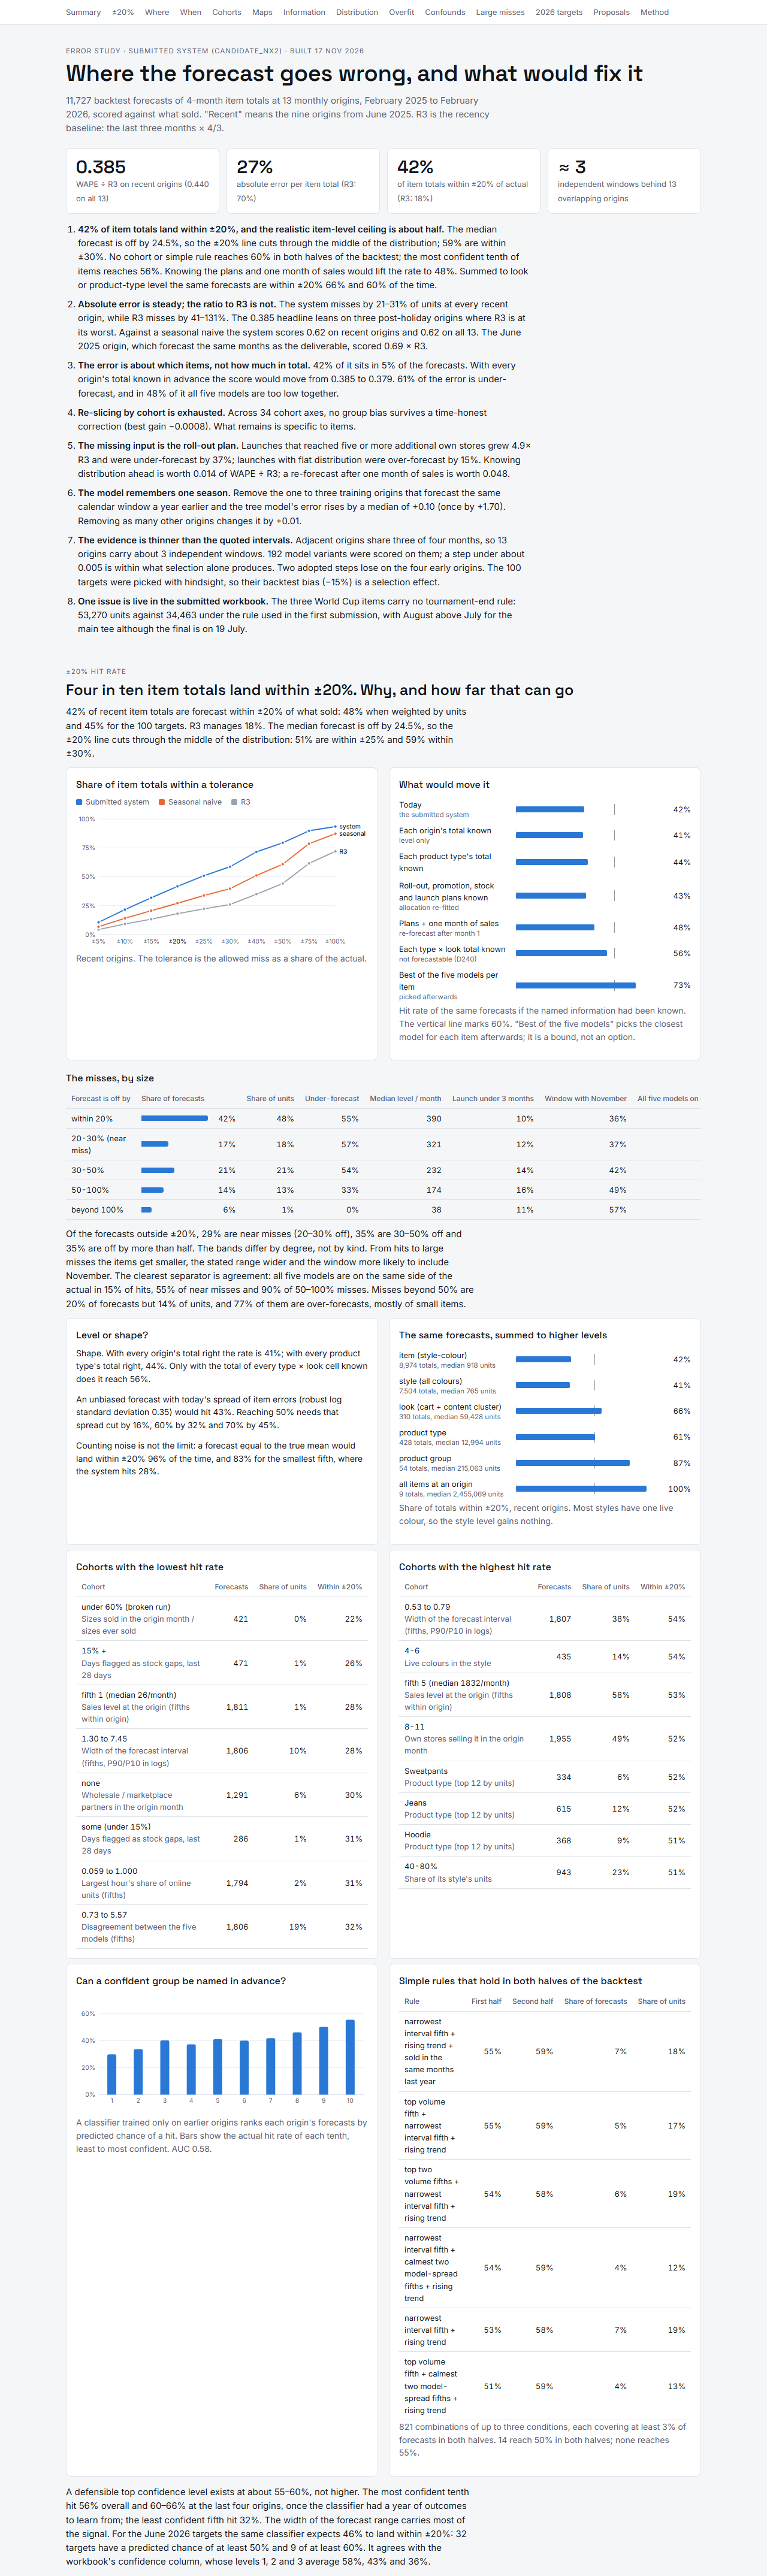 Summary ±20% Where When Cohorts Maps Information Distribution Overfit Confounds Large misses 2026 targets Proposals Method
ERROR STUDY · SUBMITTED SYSTEM (CANDIDATE_NX2) · BUILT 17 NOV 2026
Where the forecast goes wrong, and what would fix it
11,727 backtest forecasts of 4-month item totals at 13 monthly origins, February 2025 to February
2026, scored against what sold. "Recent" means the nine origins from June 2025. R3 is the recency
baseline: the last three months × 4/3.
0.385
WAPE ÷ R3 on recent origins (0.440
on all 13)
27%
absolute error per item total (R3:
70%)
42%
of item totals within ±20% of actual
(R3: 18%)
≈ 3
independent windows behind 13
overlapping origins
1. 42% of item totals land within ±20%, and the realistic item-level ceiling is about half. The median
forecast is off by 24.5%, so the ±20% line cuts through the middle of the distribution; 59% are within
±30%. No cohort or simple rule reaches 60% in both halves of the backtest; the most confident tenth of
items reaches 56%. Knowing the plans and one month of sales would lift the rate to 48%. Summed to look
or product-type level the same forecasts are within ±20% 66% and 60% of the time.
2. Absolute error is steady; the ratio to R3 is not. The system misses by 21–31% of units at every recent
origin, while R3 misses by 41–131%. The 0.385 headline leans on three post-holiday origins where R3 is at
its worst. Against a seasonal naive the system scores 0.62 on recent origins and 0.62 on all 13. The June
2025 origin, which forecast the same months as the deliverable, scored 0.69 × R3.
3. The error is about which items, not how much in total. 42% of it sits in 5% of the forecasts. With every
origin's total known in advance the score would move from 0.385 to 0.379. 61% of the error is under-
forecast, and in 48% of it all five models are too low together.
4. Re-slicing by cohort is exhausted. Across 34 cohort axes, no group bias survives a time-honest
correction (best gain −0.0008). What remains is specific to items.
5. The missing input is the roll-out plan. Launches that reached five or more additional own stores grew 4.9×
R3 and were under-forecast by 37%; launches with flat distribution were over-forecast by 15%. Knowing
distribution ahead is worth 0.014 of WAPE ÷ R3; a re-forecast after one month of sales is worth 0.048.
6. The model remembers one season. Remove the one to three training origins that forecast the same
calendar window a year earlier and the tree model's error rises by a median of +0.10 (once by +1.70).
Removing as many other origins changes it by +0.01.
7. The evidence is thinner than the quoted intervals. Adjacent origins share three of four months, so 13
origins carry about 3 independent windows. 192 model variants were scored on them; a step under about
0.005 is within what selection alone produces. Two adopted steps lose on the four early origins. The 100
targets were picked with hindsight, so their backtest bias (−15%) is a selection effect.
8. One issue is live in the submitted workbook. The three World Cup items carry no tournament-end rule:
53,270 units against 34,463 under the rule used in the first submission, with August above July for the
main tee although the final is on 19 July.
±20% HIT RATE
Four in ten item totals land within ±20%. Why, and how far that can go
42% of recent item totals are forecast within ±20% of what sold: 48% when weighted by units
and 45% for the 100 targets. R3 manages 18%. The median forecast is off by 24.5%, so the
±20% line cuts through the middle of the distribution: 51% are within ±25% and 59% within
±30%.
Share of item totals within a tolerance
Submitted system Seasonal naive R3
100%
75%
50%
25%
0%
system
seasonal
R3
±5% ±10% ±15% ±20% ±25% ±30% ±40% ±50% ±75% ±100%
Recent origins. The tolerance is the allowed miss as a share of the actual.
What would move it
Today
the submitted system
42%
Each origin's total known
level only
41%
Each product type's total
known
44%
Roll-out, promotion, stock
and launch plans known
allocation re-fitted
43%
Plans + one month of sales
re-forecast after month 1
48%
Each type × look total known
not forecastable (D240)
56%
Best of the five models per
item
picked afterwards
73%
Hit rate of the same forecasts if the named information had been known.
The vertical line marks 60%. "Best of the five models" picks the closest
model for each item afterwards; it is a bound, not an option.
The misses, by size
Forecast is off by Share of forecasts Share of units Under-forecast Median level / month Launch under 3 months Window with November All five models on
within 20% 42% 48% 55% 390 10% 36%
20-30% (near
miss) 17% 18% 57% 321 12% 37%
30-50% 21% 21% 54% 232 14% 42%
50-100% 14% 13% 33% 174 16% 49%
beyond 100% 6% 1% 0% 38 11% 57%
Of the forecasts outside ±20%, 29% are near misses (20–30% off), 35% are 30–50% off and
35% are off by more than half. The bands differ by degree, not by kind. From hits to large
misses the items get smaller, the stated range wider and the window more likely to include
November. The clearest separator is agreement: all five models are on the same side of the
actual in 15% of hits, 55% of near misses and 90% of 50–100% misses. Misses beyond 50% are
20% of forecasts but 14% of units, and 77% of them are over-forecasts, mostly of small items.
Level or shape?
Shape. With every origin's total right the rate is 41%; with every product
type's total right, 44%. Only with the total of every type × look cell known
does it reach 56%.
An unbiased forecast with today's spread of item errors (robust log
standard deviation 0.35) would hit 43%. Reaching 50% needs that
spread cut by 16%, 60% by 32% and 70% by 45%.
Counting noise is not the limit: a forecast equal to the true mean would
land within ±20% 96% of the time, and 83% for the smallest fifth, where
the system hits 28%.
The same forecasts, summed to higher levels
item (style-colour)
8,974 totals, median 918 units
42%
style (all colours)
7,504 totals, median 765 units
41%
look (cart + content cluster)
310 totals, median 59,428 units
66%
product type
428 totals, median 12,994 units
61%
product group
54 totals, median 215,063 units
87%
all items at an origin
9 totals, median 2,455,069 units
100%
Share of totals within ±20%, recent origins. Most styles have one live
colour, so the style level gains nothing.
Cohorts with the lowest hit rate
Cohort Forecasts Share of units Within ±20%
under 60% (broken run)
Sizes sold in the origin month /
sizes ever sold
421 0% 22%
15% +
Days flagged as stock gaps, last
28 days
471 1% 26%
fifth 1 (median 26/month)
Sales level at the origin (fifths
within origin)
1,811 1% 28%
1.30 to 7.45
Width of the forecast interval
(fifths, P90/P10 in logs)
1,806 10% 28%
none
Wholesale / marketplace
partners in the origin month
1,291 6% 30%
some (under 15%)
Days flagged as stock gaps, last
28 days
286 1% 31%
0.059 to 1.000
Largest hour's share of online
units (fifths)
1,794 2% 31%
0.73 to 5.57
Disagreement between the five
models (fifths)
1,806 19% 32%
Cohorts with the highest hit rate
Cohort Forecasts Share of units Within ±20%
0.53 to 0.79
Width of the forecast interval
(fifths, P90/P10 in logs)
1,807 38% 54%
4-6
Live colours in the style
435 14% 54%
fifth 5 (median 1832/month)
Sales level at the origin (fifths
within origin)
1,808 58% 53%
8-11
Own stores selling it in the origin
month
1,955 49% 52%
Sweatpants
Product type (top 12 by units)
334 6% 52%
Jeans
Product type (top 12 by units)
615 12% 52%
Hoodie
Product type (top 12 by units)
368 9% 51%
40-80%
Share of its style's units
943 23% 51%
Can a confident group be named in advance?
60%
40%
20%
0%
1 2 3 4 5 6 7 8 9 10
A classifier trained only on earlier origins ranks each origin's forecasts by
predicted chance of a hit. Bars show the actual hit rate of each tenth,
least to most confident. AUC 0.58.
Simple rules that hold in both halves of the backtest
Rule First half Second half Share of forecasts Share of units
narrowest
interval fifth +
rising trend +
sold in the
same months
last year
55% 59% 7% 18%
top volume
fifth +
narrowest
interval fifth +
rising trend
55% 59% 5% 17%
top two
volume fifths +
narrowest
interval fifth +
rising trend
54% 58% 6% 19%
narrowest
interval fifth +
calmest two
model-spread
fifths + rising
trend
54% 59% 4% 12%
narrowest
interval fifth +
rising trend
53% 58% 7% 19%
top volume
fifth + calmest
two model-
spread fifths +
rising trend
51% 59% 4% 13%
821 combinations of up to three conditions, each covering at least 3% of
forecasts in both halves. 14 reach 50% in both halves; none reaches
55%.
A defensible top confidence level exists at about 55–60%, not higher. The most confident tenth
hit 56% overall and 60–66% at the last four origins, once the classifier had a year of outcomes
to learn from; the least confident fifth hit 32%. The width of the forecast range carries most of
the signal. For the June 2026 targets the same classifier expects 46% to land within ±20%: 32
targets have a predicted chance of at least 50% and 9 of at least 60%. It agrees with the
workbook's confidence column, whose levels 1, 2 and 3 average 58%, 43% and 36%.